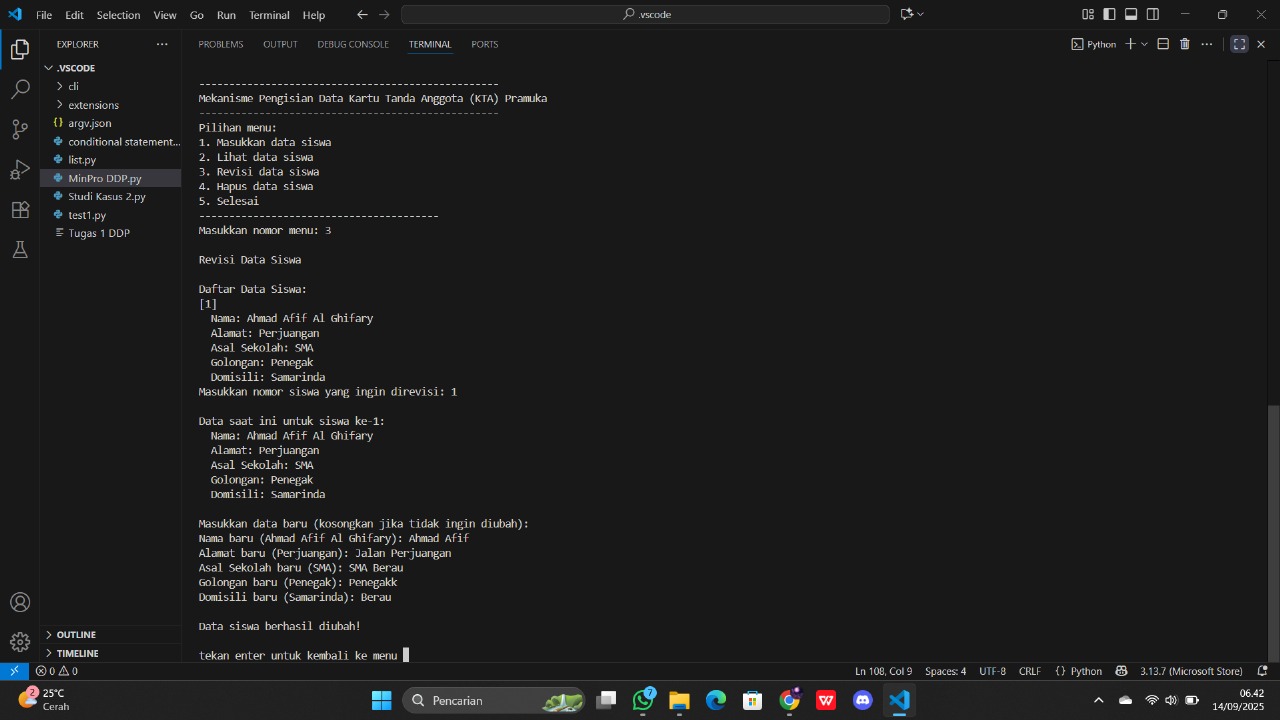 File Edit Selection View Go Run Terminal Help
.vscode
EXPLORER
PROBLEMS OUTPUT DEBUG CONSOLE TERMINAL PORTS
Python
.VSCODE
cli
extensions
argv.json
conditional statement...
list.py
MinPro DDP.py
Studi Kasus 2.py
test1.py
Tugas 1 DDP
OUTLINE
TIMELINE
--------------------------------------------------
Mekanisme Pengisian Data Kartu Tanda Anggota (KTA) Pramuka
--------------------------------------------------
Pilihan menu:
1. Masukkan data siswa
2. Lihat data siswa
3. Revisi data siswa
4. Hapus data siswa
5. Selesai
----------------------------------------
Masukkan nomor menu: 3
Revisi Data Siswa
Daftar Data Siswa:
[1]
Nama: Ahmad Afif Al Ghifary
Alamat: Perjuangan
Asal Sekolah: SMA
Golongan: Penegak
Domisili: Samarinda
Masukkan nomor siswa yang ingin direvisi: 1
Data saat ini untuk siswa ke-1:
Nama: Ahmad Afif Al Ghifary
Alamat: Perjuangan
Asal Sekolah: SMA
Golongan: Penegak
Domisili: Samarinda
Masukkan data baru (kosongkan jika tidak ingin diubah):
Nama baru (Ahmad Afif Al Ghifary): Ahmad Afif
Alamat baru (Perjuangan): Jalan Perjuangan
Asal Sekolah baru (SMA): SMA Berau
Golongan baru (Penegak): Penegakk
Domisili baru (Samarinda): Berau
Data siswa berhasil diubah!
tekan enter untuk kembali ke menu
0 0 Ln 108, Col 9 Spaces: 4 UTF-8 CRLF {} Python 3.13.7 (Microsoft Store)
2
25°C
Cerah
Pencarian
7
W
06.42
14/09/2025